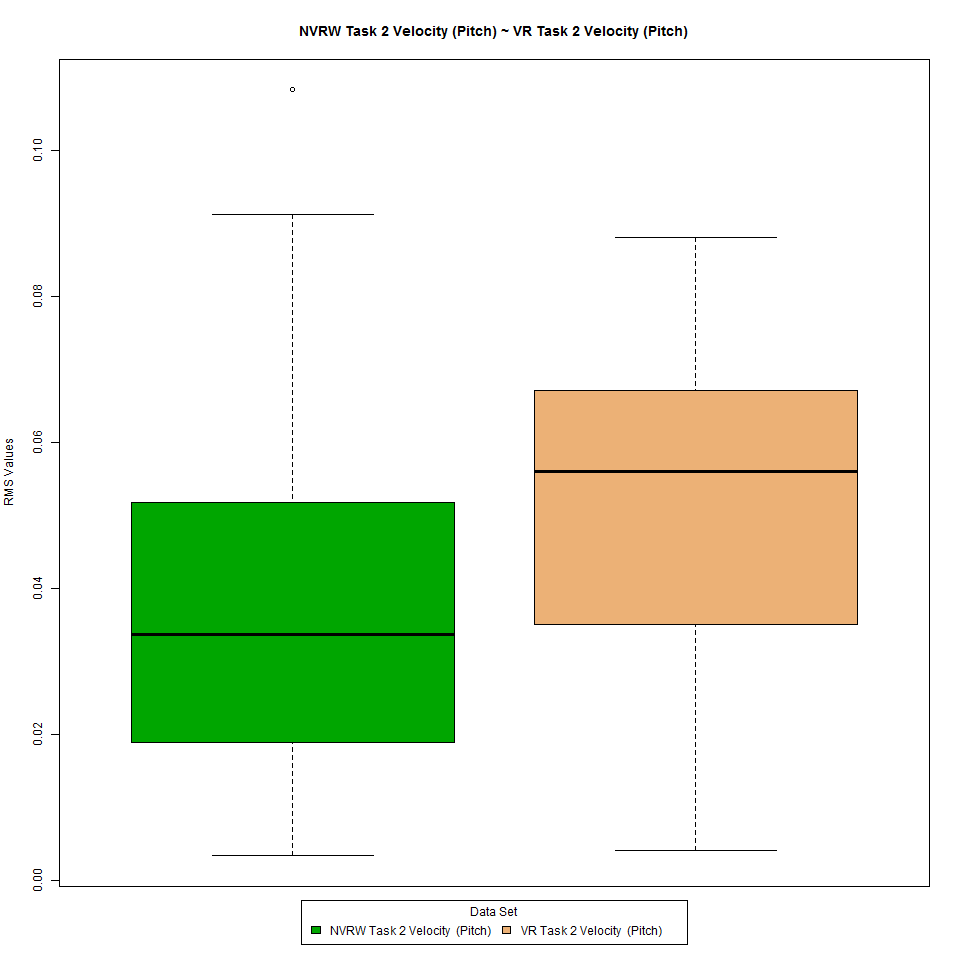 NVRW Task 2 Velocity (Pitch) ~ VR Task 2 Velocity (Pitch)
RMS Values
0.10
0.08
0.06
0.04
0.02
0.00
Data Set
NVRW Task 2 Velocity (Pitch) VR Task 2 Velocity (Pitch)